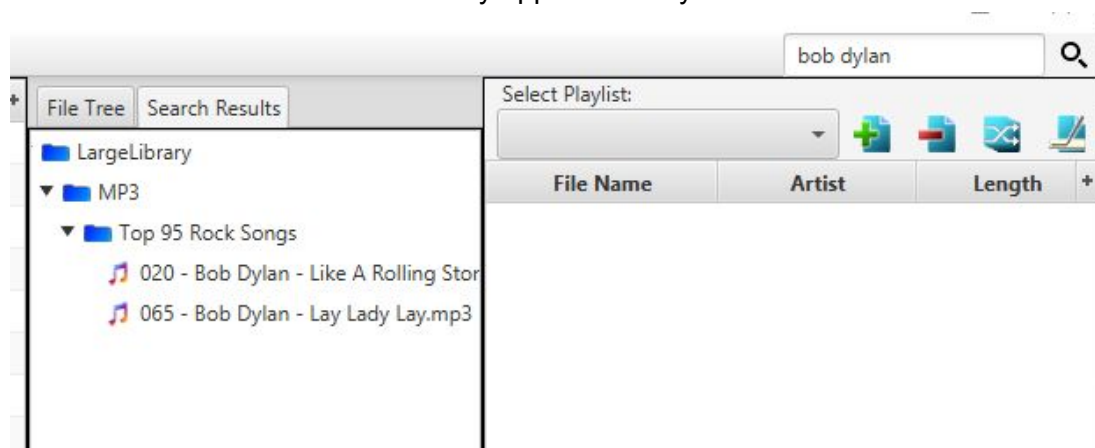 bob dylan
File Tree Search Results
LargeLibrary
MP3
Top 95 Rock Songs
020 - Bob Dylan - Like A Rolling Stor
065 - Bob Dylan - Lay Lady Lay.mp3
Select Playlist:
File Name Artist Length +